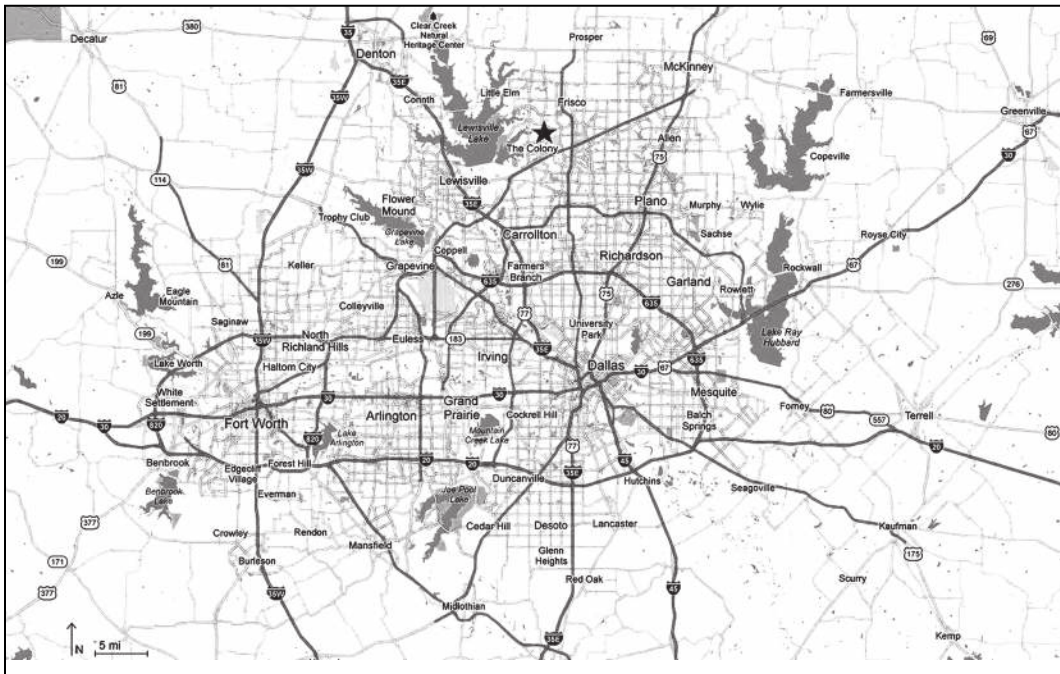 380
Decatur
35
Clear Creek
Natural
Heritage Center
Prosper
69
Denton
McKinney
35E
81
35W
Corinth
Little Elm
Frisco
Farmersville
Greenville
67
30
Lewisville
Lake
The Colony
Allen
75
Copeville
35W
114
Lewisville
35E
Flower
Mound
Trophy Club
Grapevine
Lake
Plano
Murphy
Wylie
Carrollton
Sachse
Royse City
67
199
81
Keller
Coppell
Grapevine
635
Farmers
Branch
Richardson
Garland
Rockwall
Rowlett
276
Azle
Eagle
Mountain
Colleyville
75
635
Saginaw
199
77
University
Park
Lake Ray
Hubbard
35W
North
Richland Hills
Euless
183
Irving
35E
Lake Worth
Haltom City
Dallas
30
67
635
White
Settlement
30
Arlington
Grand
Prairie
30
Cockrell Hill
Mesquite
Forney
80
Terrell
30
30
820
Fort Worth
820
Lake
Arlington
Mountain
Creek Lake
77
Balch
Springs
557
80
20
Benbrook
Edgecliff
Village
Forest Hill
20
20
Duncanville
35E
45
Hutchins
Seagoville
Benbrook
Lake
Everman
Joe Pool
Lake
377
Crowley
Rendon
Mansfield
Cedar Hill
Desoto
Lancaster
Kaufman
175
171
Burleson
Glenn
Heights
377
35W
Red Oak
45
Scurry
Midlothian
35E
Kemp
N
5 mi